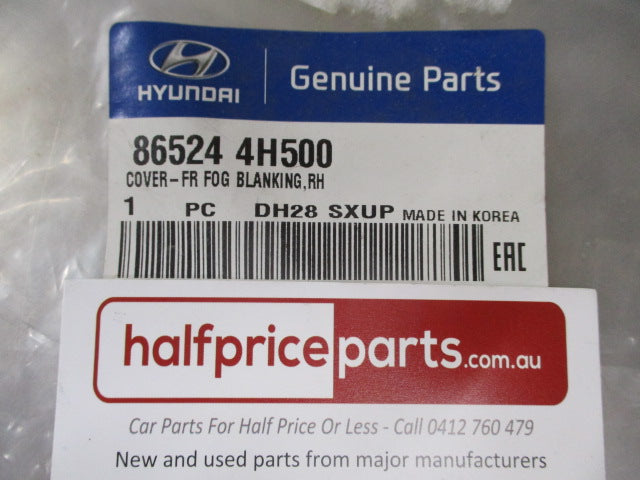 HYUNDAI
Genuine Parts
86524 4H500
COVER-FR FOG BLANKING,RH
1 PC DH28 SXUP MADE IN KOREA
EAC
halfpriceparts.com.au
Car Parts For Half Price Or Less - Call 0412 760 479
New and used parts from major manufacturers